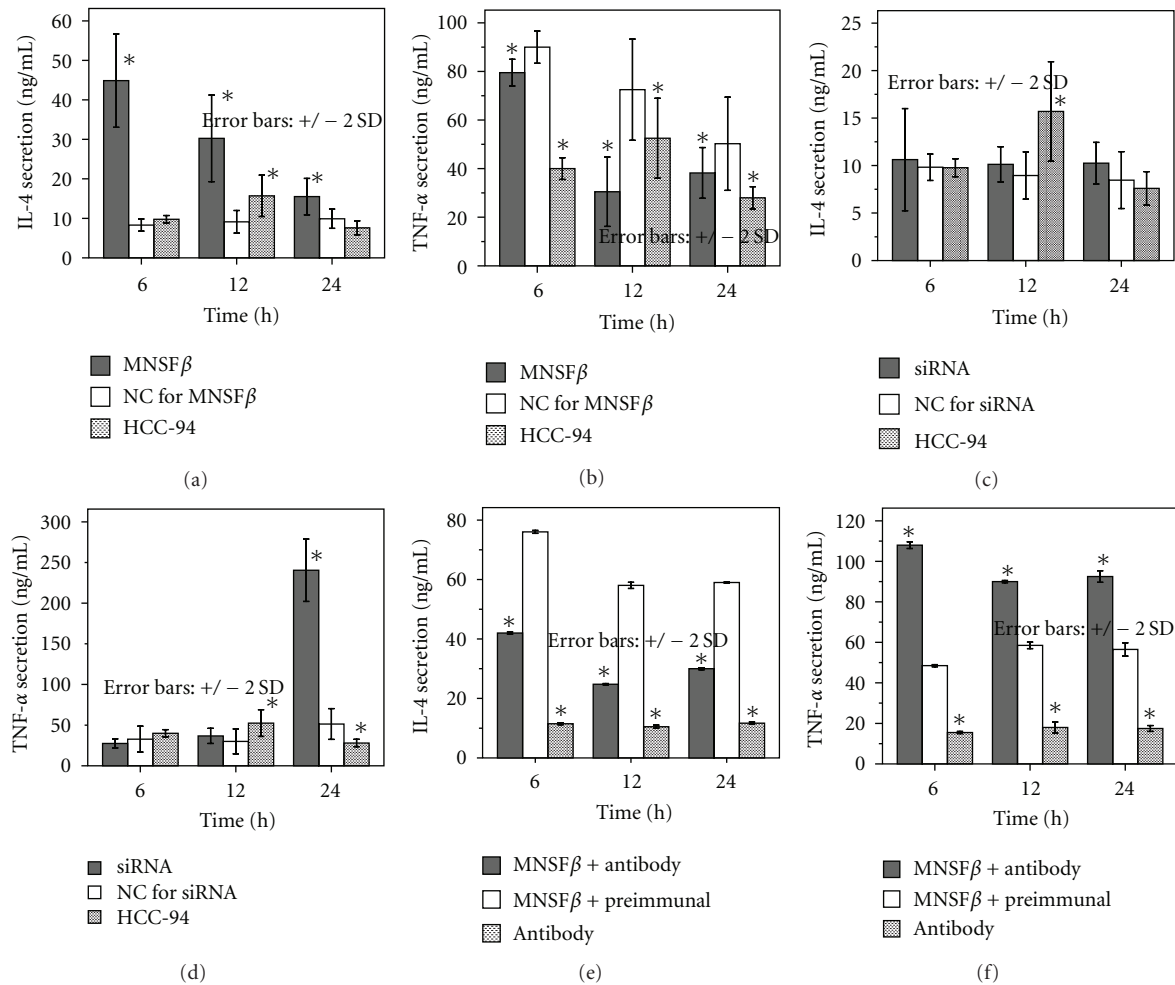 60
50
40
30
20
10
0
IL-4 secretion (ng/mL)
*
*
*
*
Error bars: +/ − 2 SD
6
12
24
Time (h)
MNSFβ
NC for MNSFβ
HCC-94
(a)
100
80
60
40
20
0
TNF-α secretion (ng/mL)
*
*
*
*
*
*
Error bars: +/ − 2 SD
6
12
24
Time (h)
MNSFβ
NC for MNSFβ
HCC-94
(b)
25
20
15
10
5
0
IL-4 secretion (ng/mL)
Error bars: +/ − 2 SD
*
6
12
24
Time (h)
siRNA
NC for siRNA
HCC-94
(c)
300
250
200
150
100
50
0
TNF-α secretion (ng/mL)
Error bars: +/ − 2 SD
*
*
*
6
12
24
Time (h)
siRNA
NC for siRNA
HCC-94
(d)
80
60
40
20
0
IL-4 secretion (ng/mL)
Error bars: +/ − 2 SD
*
*
*
*
*
*
6
12
24
Time (h)
MNSFβ + antibody
MNSFβ + preimmunal
Antibody
(e)
120
100
80
60
40
20
0
TNF-α secretion (ng/mL)
*
*
*
Error bars: +/ − 2 SD
*
*
*
6
12
24
Time (h)
MNSFβ + antibody
MNSFβ + preimmunal
Antibody
(f)